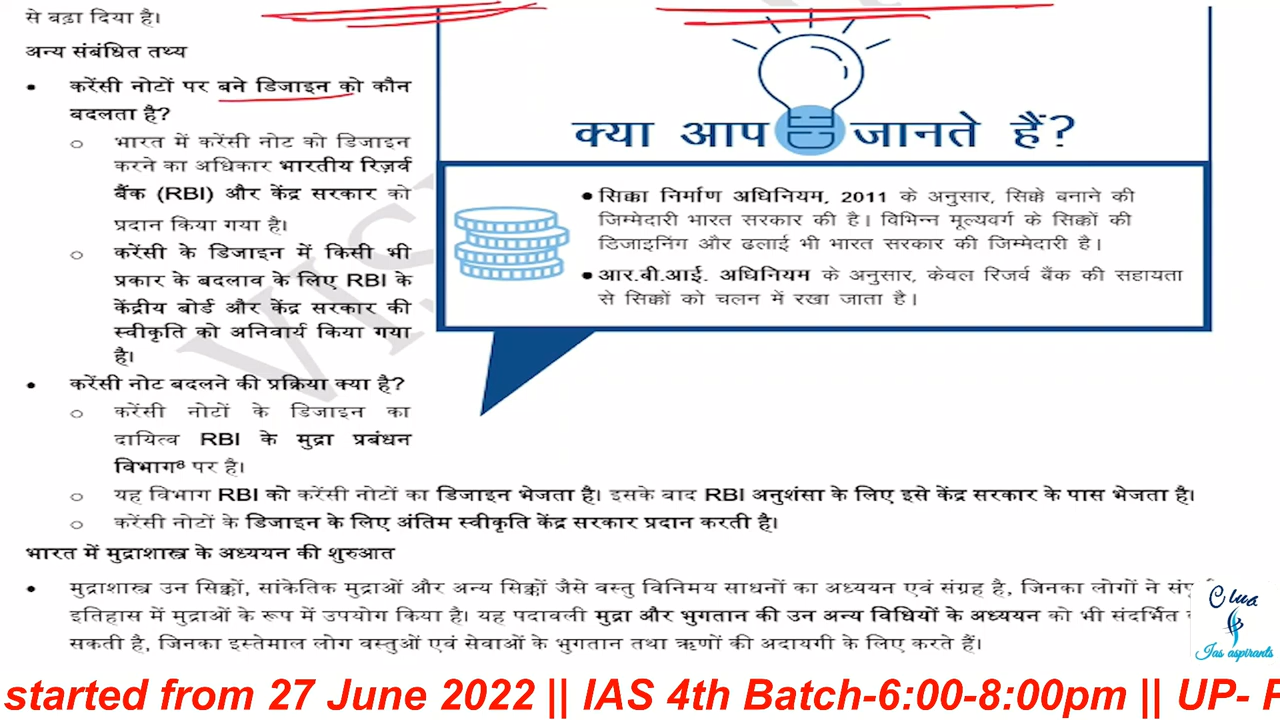 से बढ़ा दिया है।
अन्य संबंधित तथ्य
• करेंसी नोटों पर बने डिजाइन को कौन
बदलता है?
o भारत में करेंसी नोट को डिजाइन
करने का अधिकार भारतीय रिज़र्व
बैंक (RBI) और केंद्र सरकार को
प्रदान किया गया है।
o करेंसी के डिजाइन में किसी भी
प्रकार के बदलाव के लिए RBI के
केंद्रीय बोर्ड और केंद्र सरकार की
स्वीकृति को अनिवार्य किया गया
है।
• करेंसी नोट बदलने की प्रक्रिया क्या है?
o करेंसी नोटों के डिजाइन का
दायित्व RBI के मुद्रा प्रबंधन
विभाग⁸ पर है।
क्या आप जानते हैं?
• सिक्का निर्माण अधिनियम, 2011 के अनुसार, सिक्के बनाने की
जिम्मेदारी भारत सरकार की है। विभिन्न मूल्यवर्ग के सिक्कों की
डिजाइनिंग और ढलाई भी भारत सरकार की जिम्मेदारी है।
• आर.बी.आई. अधिनियम के अनुसार, केवल रिजर्व बैंक की सहायता
से सिक्कों को चलन में रखा जाता है।
o यह विभाग RBI को करेंसी नोटों का डिजाइन भेजता है। इसके बाद RBI अनुशंसा के लिए इसे केंद्र सरकार के पास भेजता है।
o करेंसी नोटों के डिजाइन के लिए अंतिम स्वीकृति केंद्र सरकार प्रदान करती है।
भारत में मुद्राशास्त्र के अध्ययन की शुरुआत
• मुद्राशास्त्र उन सिक्कों, सांकेतिक मुद्राओं और अन्य सिक्कों जैसे वस्तु विनिमय साधनों का अध्ययन एवं संग्रह है, जिनका लोगों ने
इतिहास में मुद्राओं के रूप में उपयोग किया है। यह पदावली मुद्रा और भुगतान की उन अन्य विधियों के अध्ययन को भी संदर्भित
सकती है, जिनका इस्तेमाल लोग वस्तुओं एवं सेवाओं के भुगतान तथा ऋणों की अदायगी के लिए करते हैं।
Ias aspirants
started from 27 June 2022 || IAS 4th Batch-6:00-8:00pm || UP-